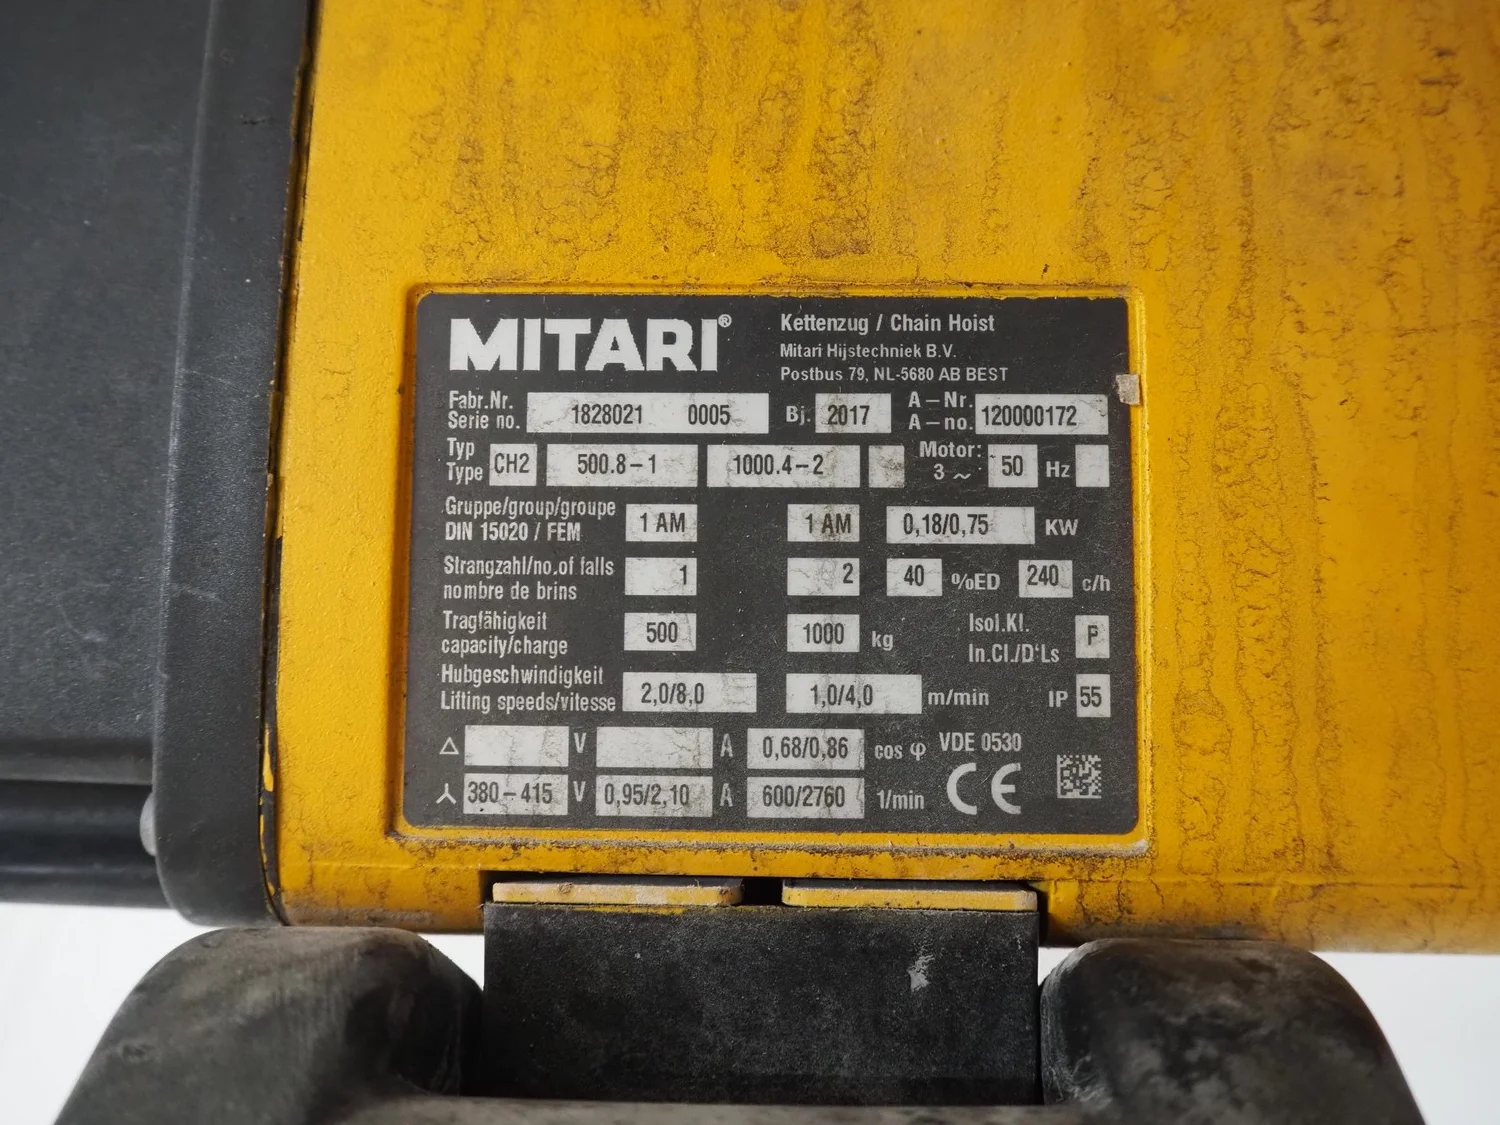 MITARI®
Kettenzug / Chain Hoist
Mitari Hijstechniek B.V.
Postbus 79, NL-5680 AB BEST
Fabr.Nr.
Serie no. 1828021 0005 Bj. 2017 A – Nr.
A – no. 120000172
Typ
Type CH2 500.8–1 1000.4–2 Motor:
3 ~ 50 Hz
Gruppe/group/groupe
DIN 15020 / FEM 1 AM 1 AM 0,18/0,75 KW
Strangzahl/no.of falls
nombre de brins 1 2 40 %ED 240 c/h
Tragfähigkeit
capacity/charge 500 1000 kg Isol.Kl.
In.Cl./D'Ls P
Hubgeschwindigkeit
Lifting speeds/vitesse 2,0/8,0 1,0/4,0 m/min IP 55
△ V A 0,68/0,86 cos φ VDE 0530
⅄ 380–415 V 0,95/2,10 A 600/2760 1/min CE